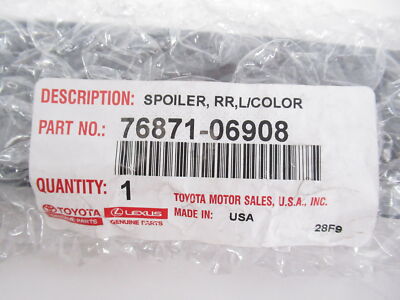 DESCRIPTION: SPOILER, RR,L/COLOR
PART NO.: 76871-06908
QUANTITY: 1
TOYOTA MOTOR SALES, U.S.A., INC.
TOYOTA LEXUS MADE IN: USA
GENUINE PARTS GENUINE PARTS
28F9